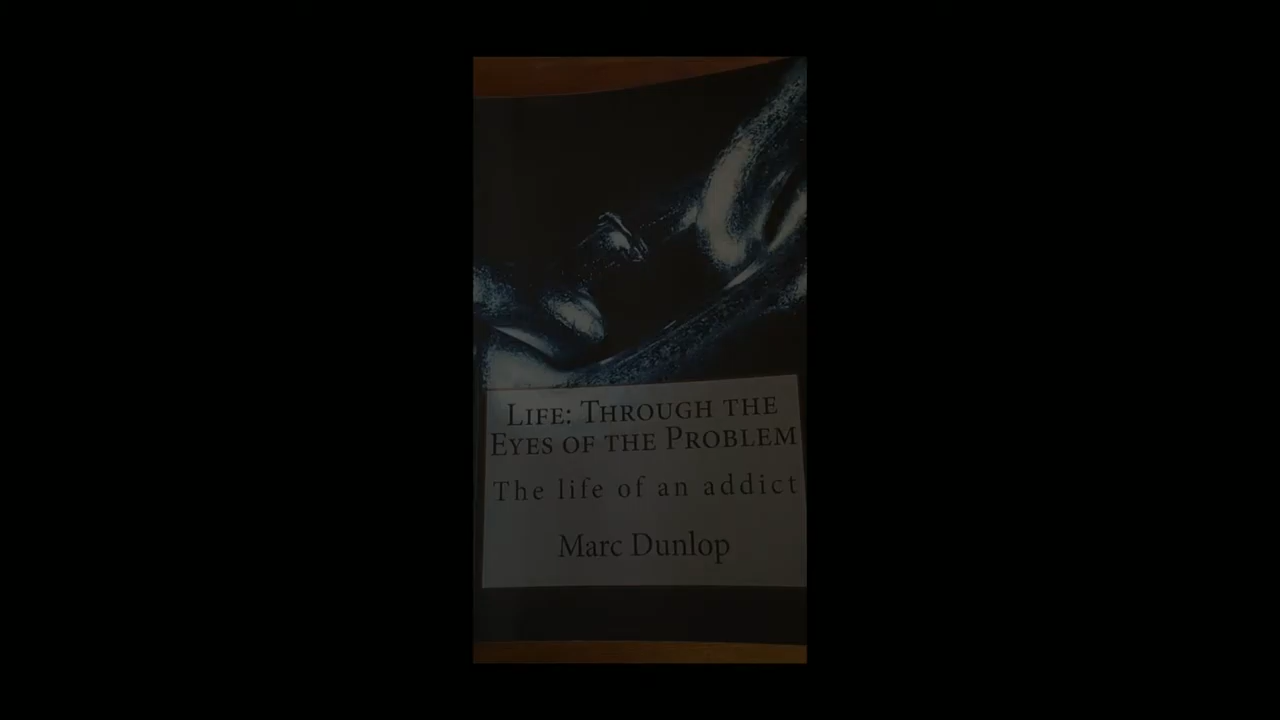 Life: Through the
Eyes of the Problem
The life of an addict
Marc Dunlop